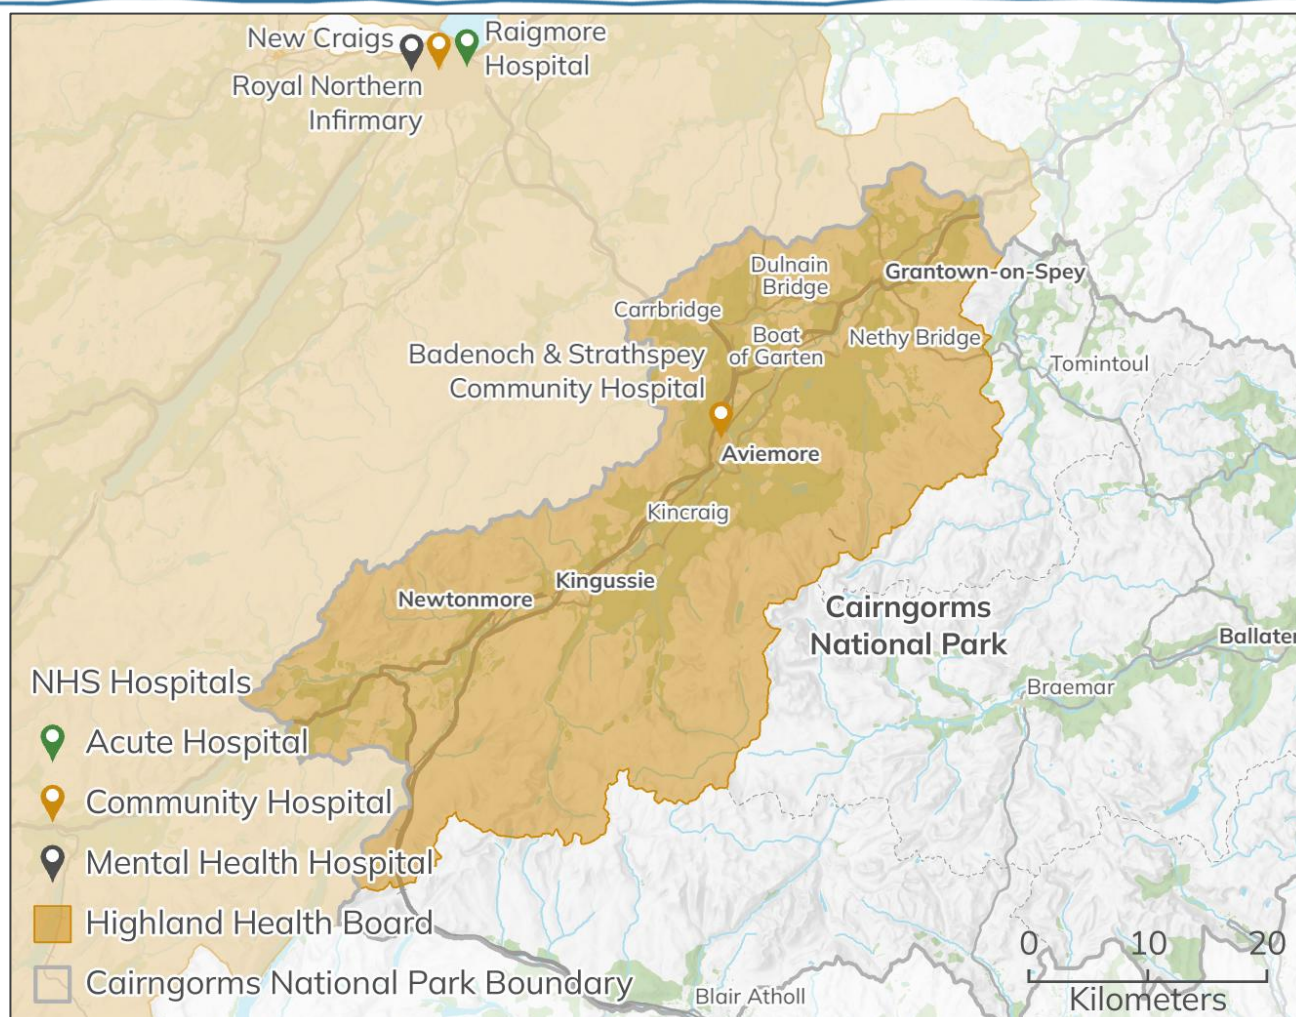 New Craigs
Raigmore
Hospital
Royal Northern
Infirmary
Dulnain
Bridge
Grantown-on-Spey
Carrbridge
Boat
of Garten
Nethy Bridge
Badenoch & Strathspey
Community Hospital
Tomintoul
Aviemore
Kincraig
Kingussie
Newtonmore
Cairngorms
National Park
Ballater
Braemar
NHS Hospitals
Acute Hospital
Community Hospital
Mental Health Hospital
Highland Health Board
Cairngorms National Park Boundary
0 10 20
Kilometers
Blair Atholl